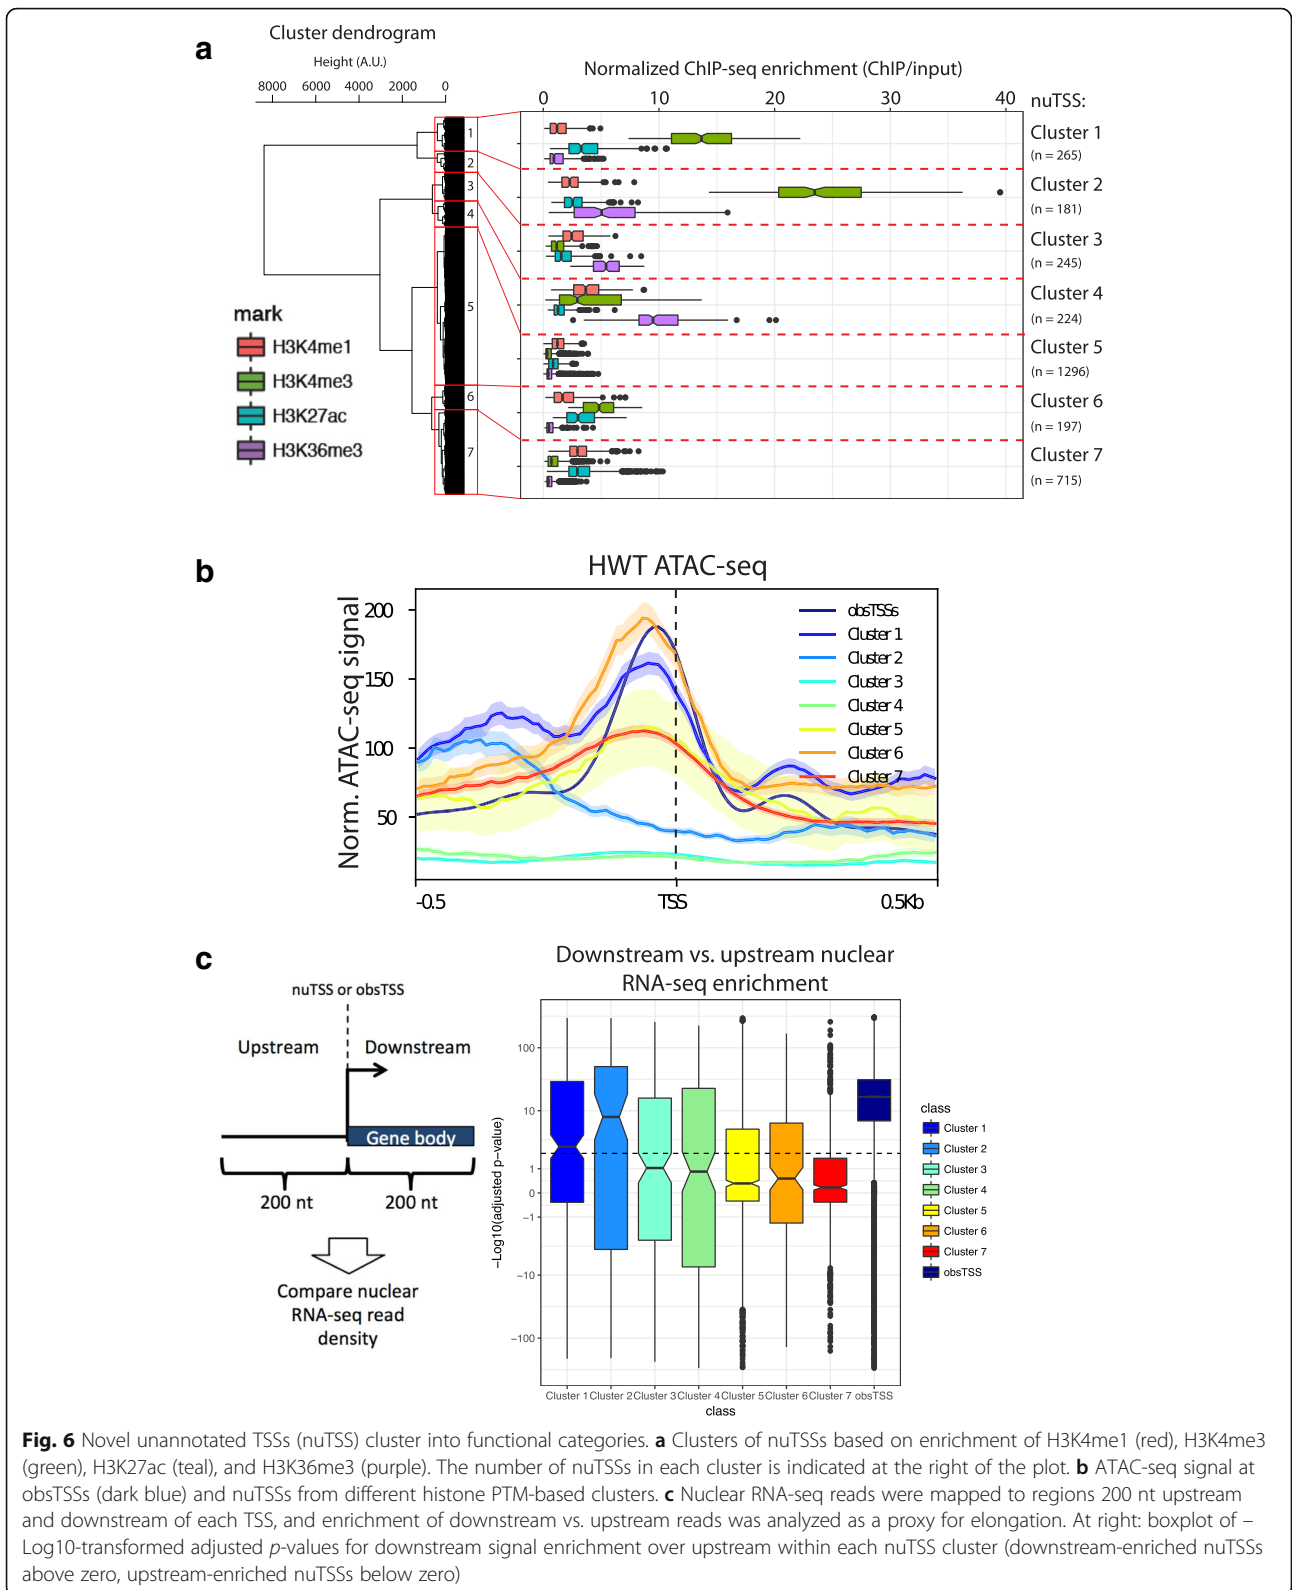 a
Cluster dendrogram
Height (A.U.)
8000 6000 4000 2000 0
Normalized ChIP-seq enrichment (ChIP/input)
0 10 20 30 40
nuTSS:
1
2
3
4
5
6
7
Cluster 1
(n = 265)
Cluster 2
(n = 181)
Cluster 3
(n = 245)
Cluster 4
(n = 224)
Cluster 5
(n = 1296)
Cluster 6
(n = 197)
Cluster 7
(n = 715)
mark
H3K4me1
H3K4me3
H3K27ac
H3K36me3
b
HWT ATAC-seq
Norm. ATAC-seq signal
200
150
100
50
-0.5 TSS 0.5Kb
obsTSSs
Cluster 1
Cluster 2
Cluster 3
Cluster 4
Cluster 5
Cluster 6
Cluster 7
c
nuTSS or obsTSS
Upstream Downstream
Gene body
200 nt 200 nt
Compare nuclear
RNA-seq read
density
Downstream vs. upstream nuclear
RNA-seq enrichment
−Log10(adjusted p−value)
100
10
1
0
−1
−10
−100
Cluster 1 Cluster 2 Cluster 3 Cluster 4 Cluster 5 Cluster 6 Cluster 7 obsTSS
class
class
Cluster 1
Cluster 2
Cluster 3
Cluster 4
Cluster 5
Cluster 6
Cluster 7
obsTSS
Fig. 6 Novel unannotated TSSs (nuTSS) cluster into functional categories. a Clusters of nuTSSs based on enrichment of H3K4me1 (red), H3K4me3
(green), H3K27ac (teal), and H3K36me3 (purple). The number of nuTSSs in each cluster is indicated at the right of the plot. b ATAC-seq signal at
obsTSSs (dark blue) and nuTSSs from different histone PTM-based clusters. c Nuclear RNA-seq reads were mapped to regions 200 nt upstream
and downstream of each TSS, and enrichment of downstream vs. upstream reads was analyzed as a proxy for elongation. At right: boxplot of –
Log10-transformed adjusted p-values for downstream signal enrichment over upstream within each nuTSS cluster (downstream-enriched nuTSSs
above zero, upstream-enriched nuTSSs below zero)